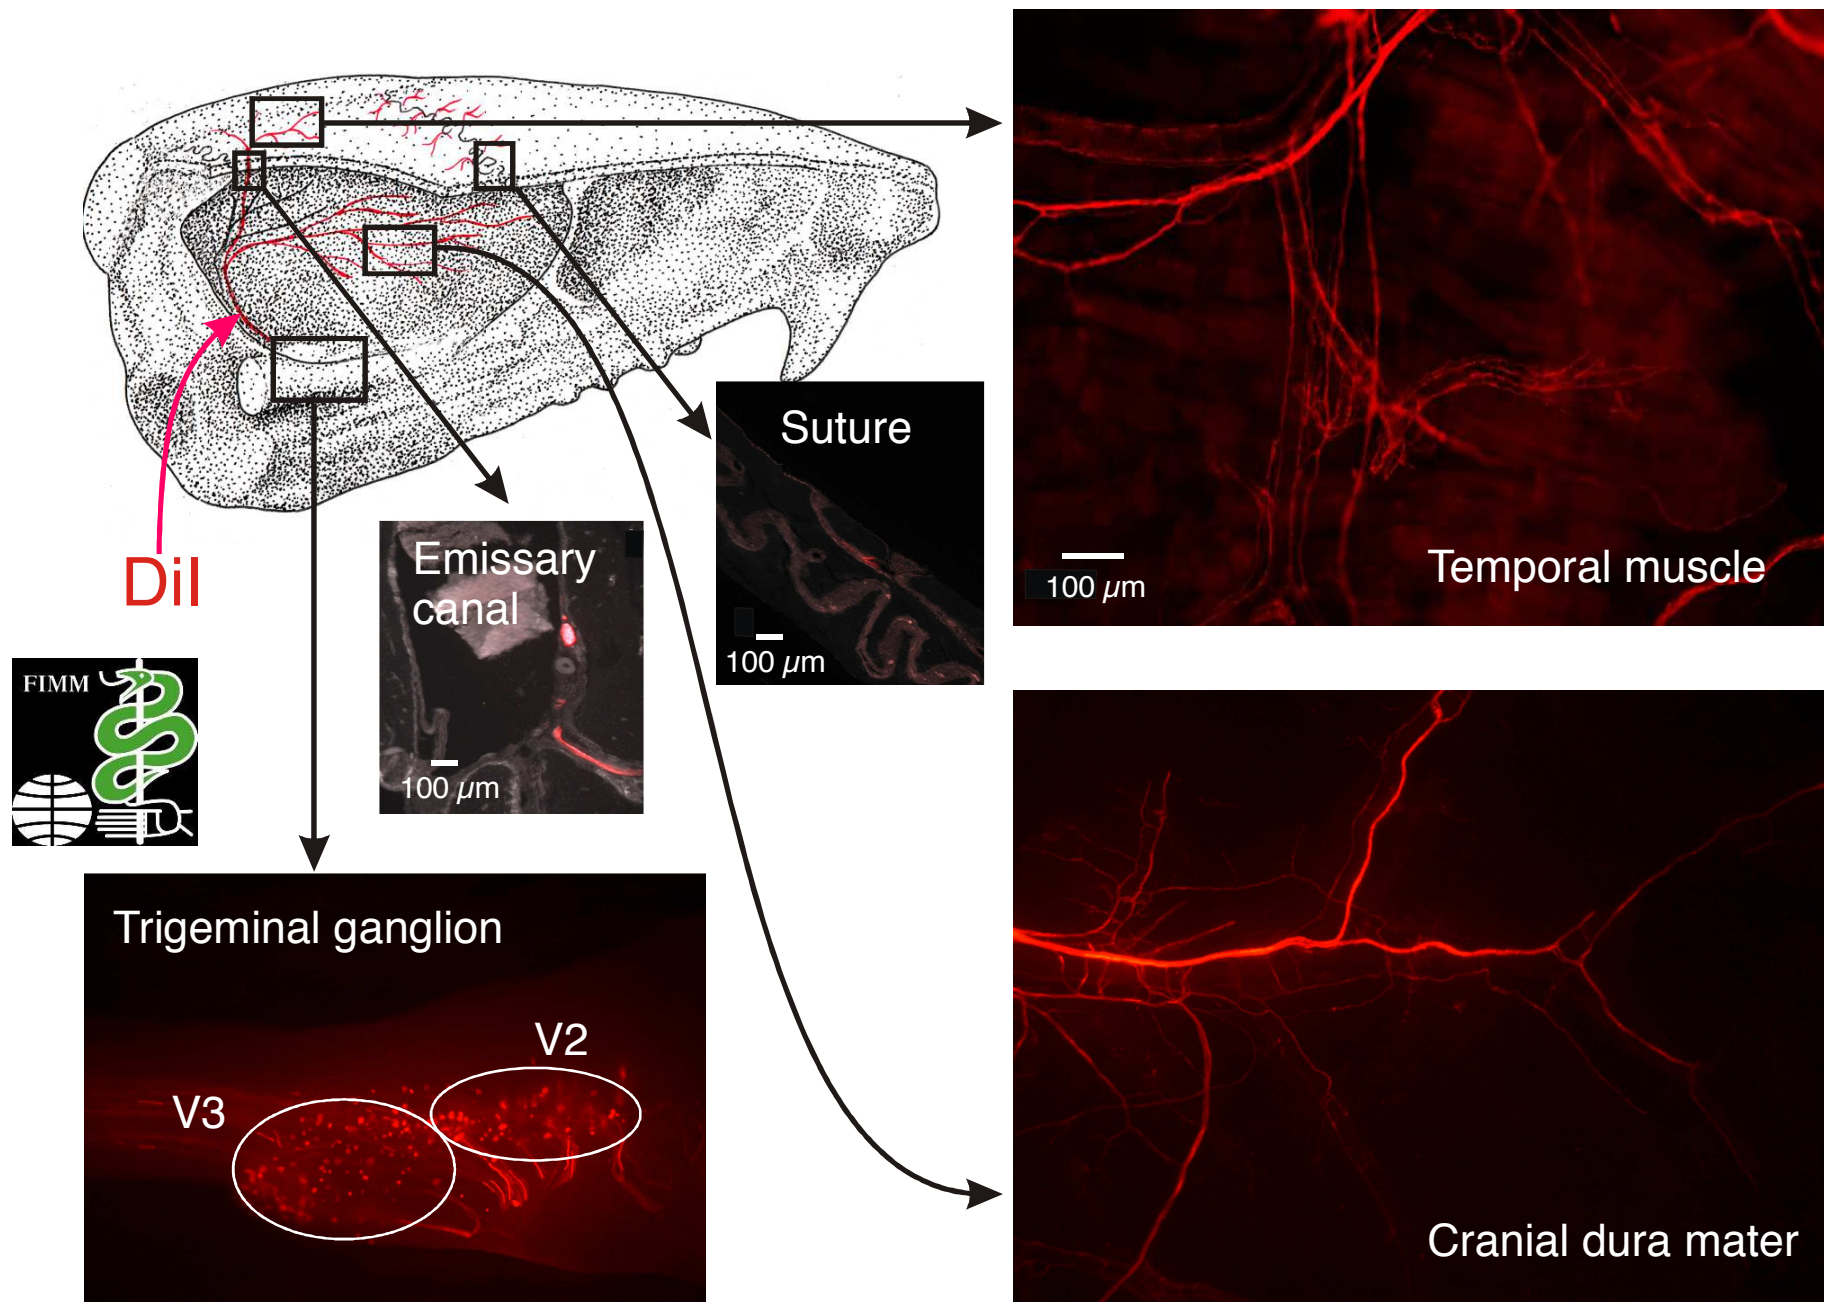 DiI
FIMM
Emissary
canal
100 µm
Suture
100 µm
100 µm
Temporal muscle
Trigeminal ganglion
V2
V3
Cranial dura mater